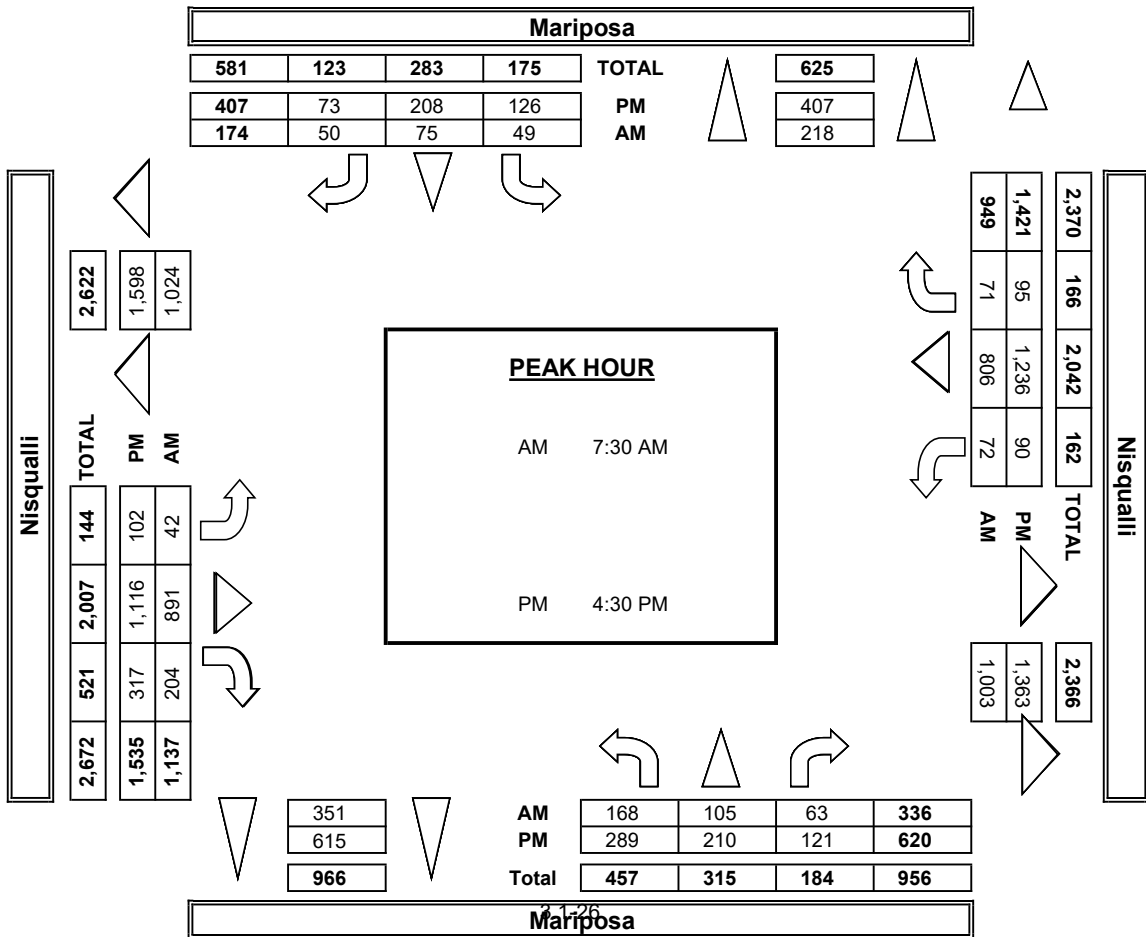 Mariposa
581 123 283 175 TOTAL 625
407 73 208 126 PM 407
174 50 75 49 AM 218
Nisqualli
2,622
1,598
1,024
TOTAL 144 2,007 521 2,672
PM 102 1,116 317 1,535
AM 42 891 204 1,137
PEAK HOUR
AM 7:30 AM
PM 4:30 PM
2,370 166 2,042 162 TOTAL 2,366
1,421 95 1,236 90 PM 1,363
949 71 806 72 AM 1,003
Nisqualli
351 AM 168 105 63 336
615 PM 289 210 121 620
966 Total 457 315 184 956
3.1-26
Mariposa